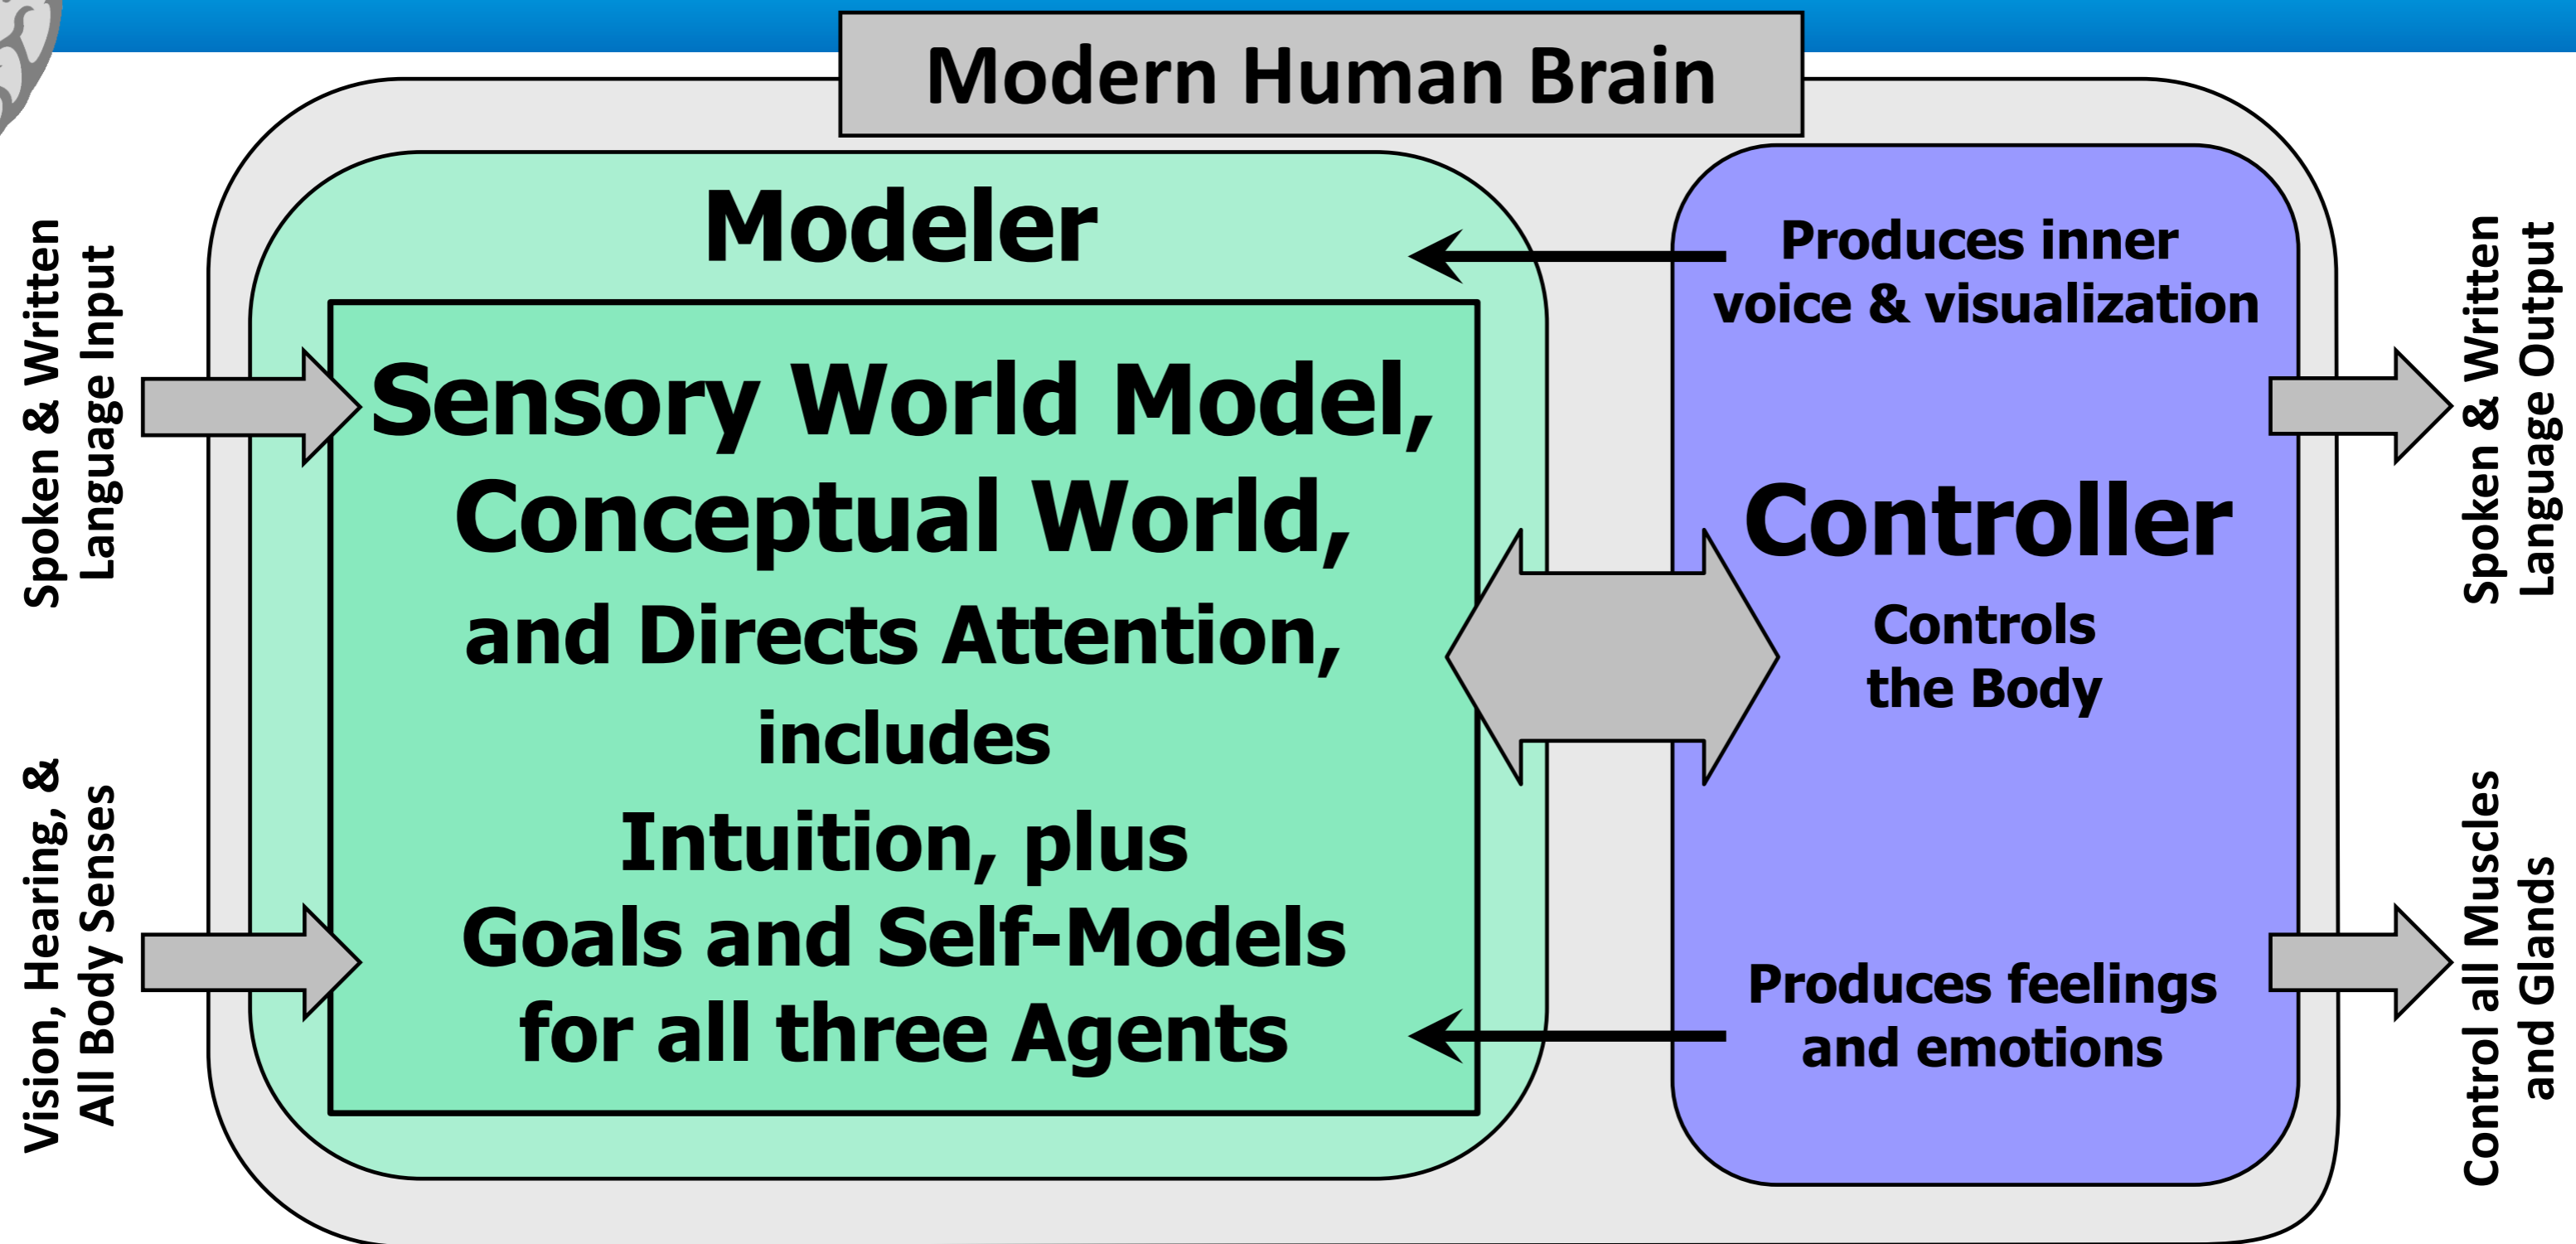 Modern Human Brain
Spoken & Written
Language Input
Vision, Hearing, &
All Body Senses
Modeler
Sensory World Model,
Conceptual World,
and Directs Attention,
includes
Intuition, plus
Goals and Self-Models
for all three Agents
Produces inner
voice & visualization
Controller
Controls
the Body
Produces feelings
and emotions
Spoken & Written
Language Output
Control all Muscles
and Glands